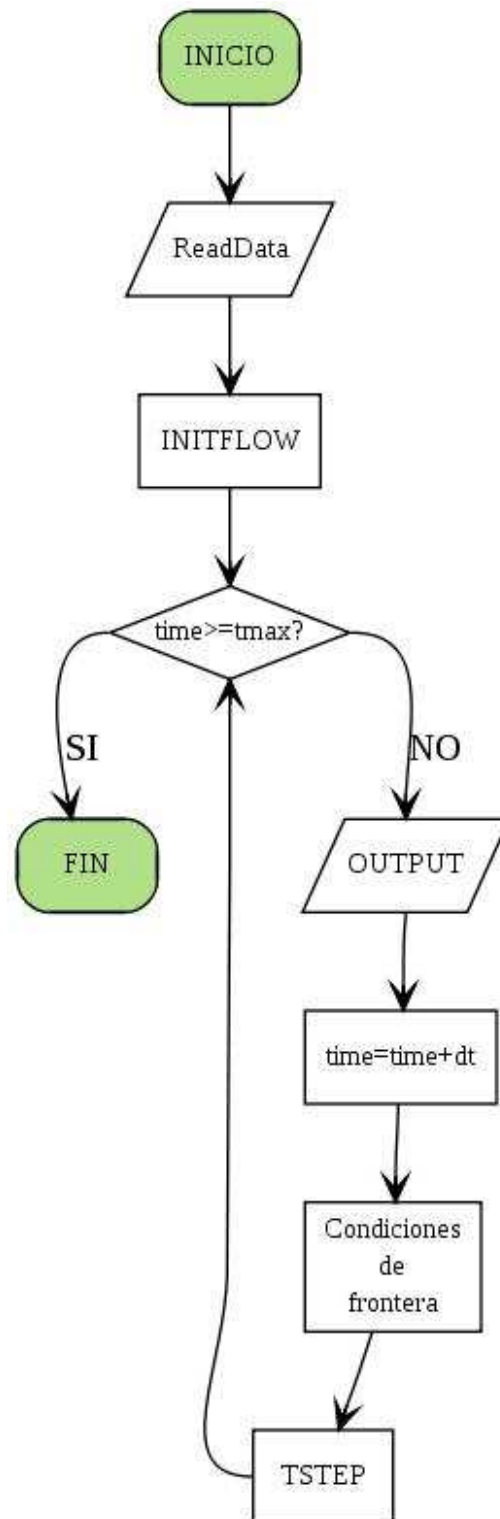 INICIO
ReadData
INITFLOW
time>=tmax?
SI
NO
FIN
OUTPUT
time=time+dt
Condiciones
de
frontera
TSTEP